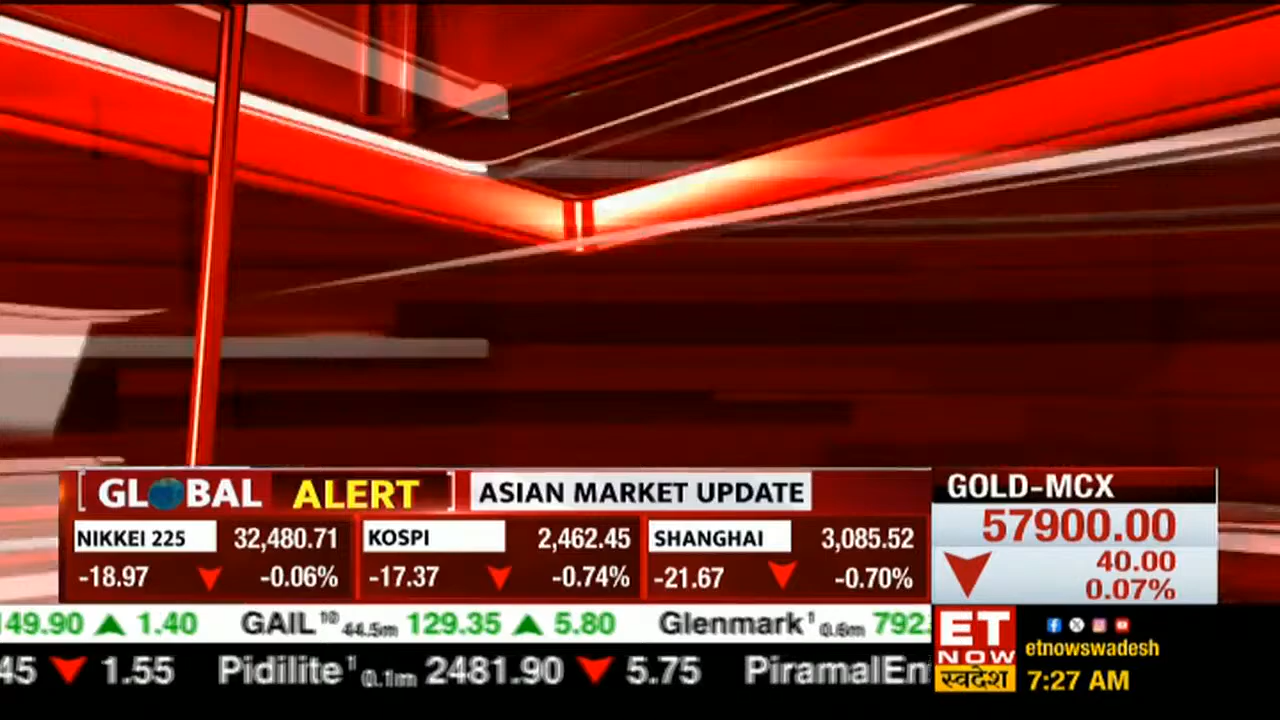 GLOBAL ALERT ASIAN MARKET UPDATE
NIKKEI 225 32,480.71
-18.97 -0.06%
KOSPI 2,462.45
-17.37 -0.74%
SHANGHAI 3,085.52
-21.67 -0.70%
GOLD-MCX
57900.00
40.00
0.07%
149.90 ▲ 1.40 GAIL 10 44.5m 129.35 ▲ 5.80 Glenmark 1 0.6m 792.
45 ▼ 1.55 Pidilite 1 0.1m 2481.90 ▼ 5.75 PiramalEn
ET
NOW
स्वदेश
etnowswadesh
7:27 AM